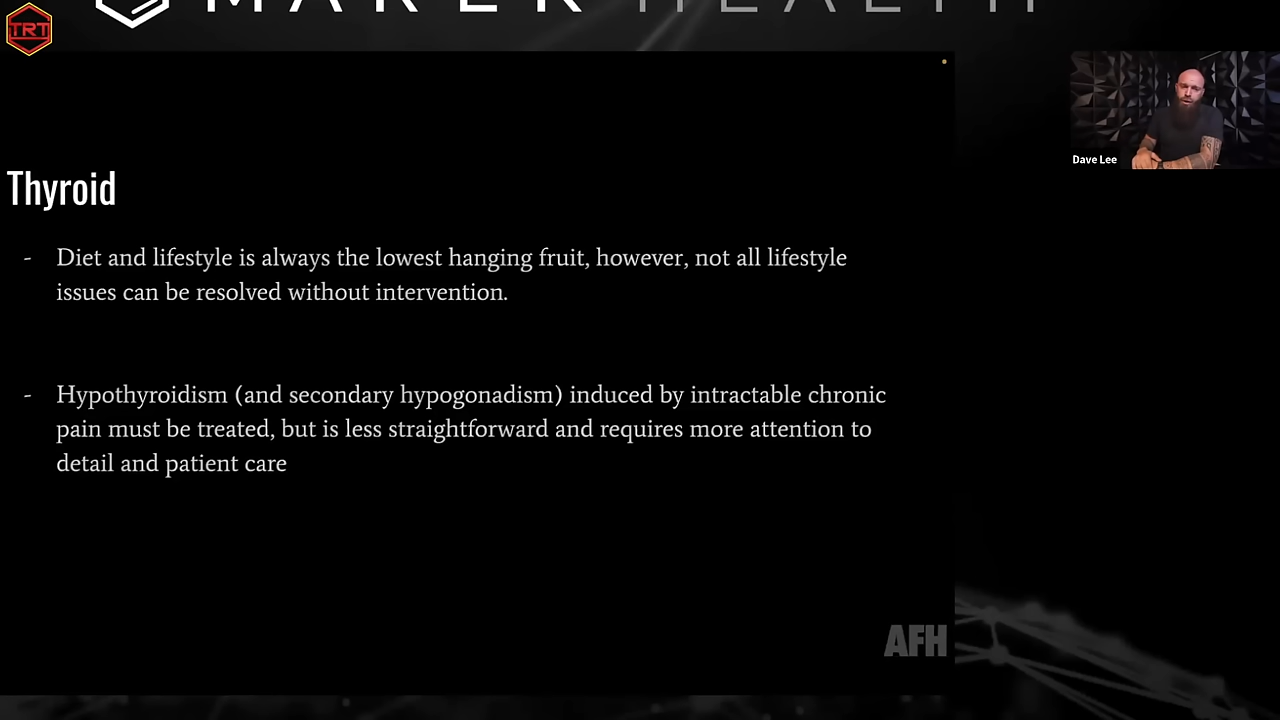 MAREK HEALTH
TRT
Dave Lee
Thyroid
- Diet and lifestyle is always the lowest hanging fruit, however, not all lifestyle
issues can be resolved without intervention.
- Hypothyroidism (and secondary hypogonadism) induced by intractable chronic
pain must be treated, but is less straightforward and requires more attention to
detail and patient care
AFH